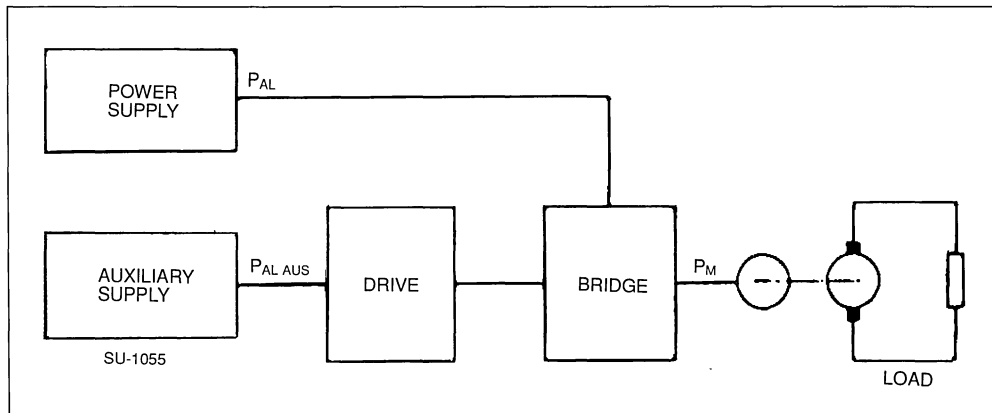 POWER
SUPPLY
PAL
AUXILIARY
SUPPLY
PAL AUS
DRIVE
BRIDGE
PM
SU-1055
LOAD